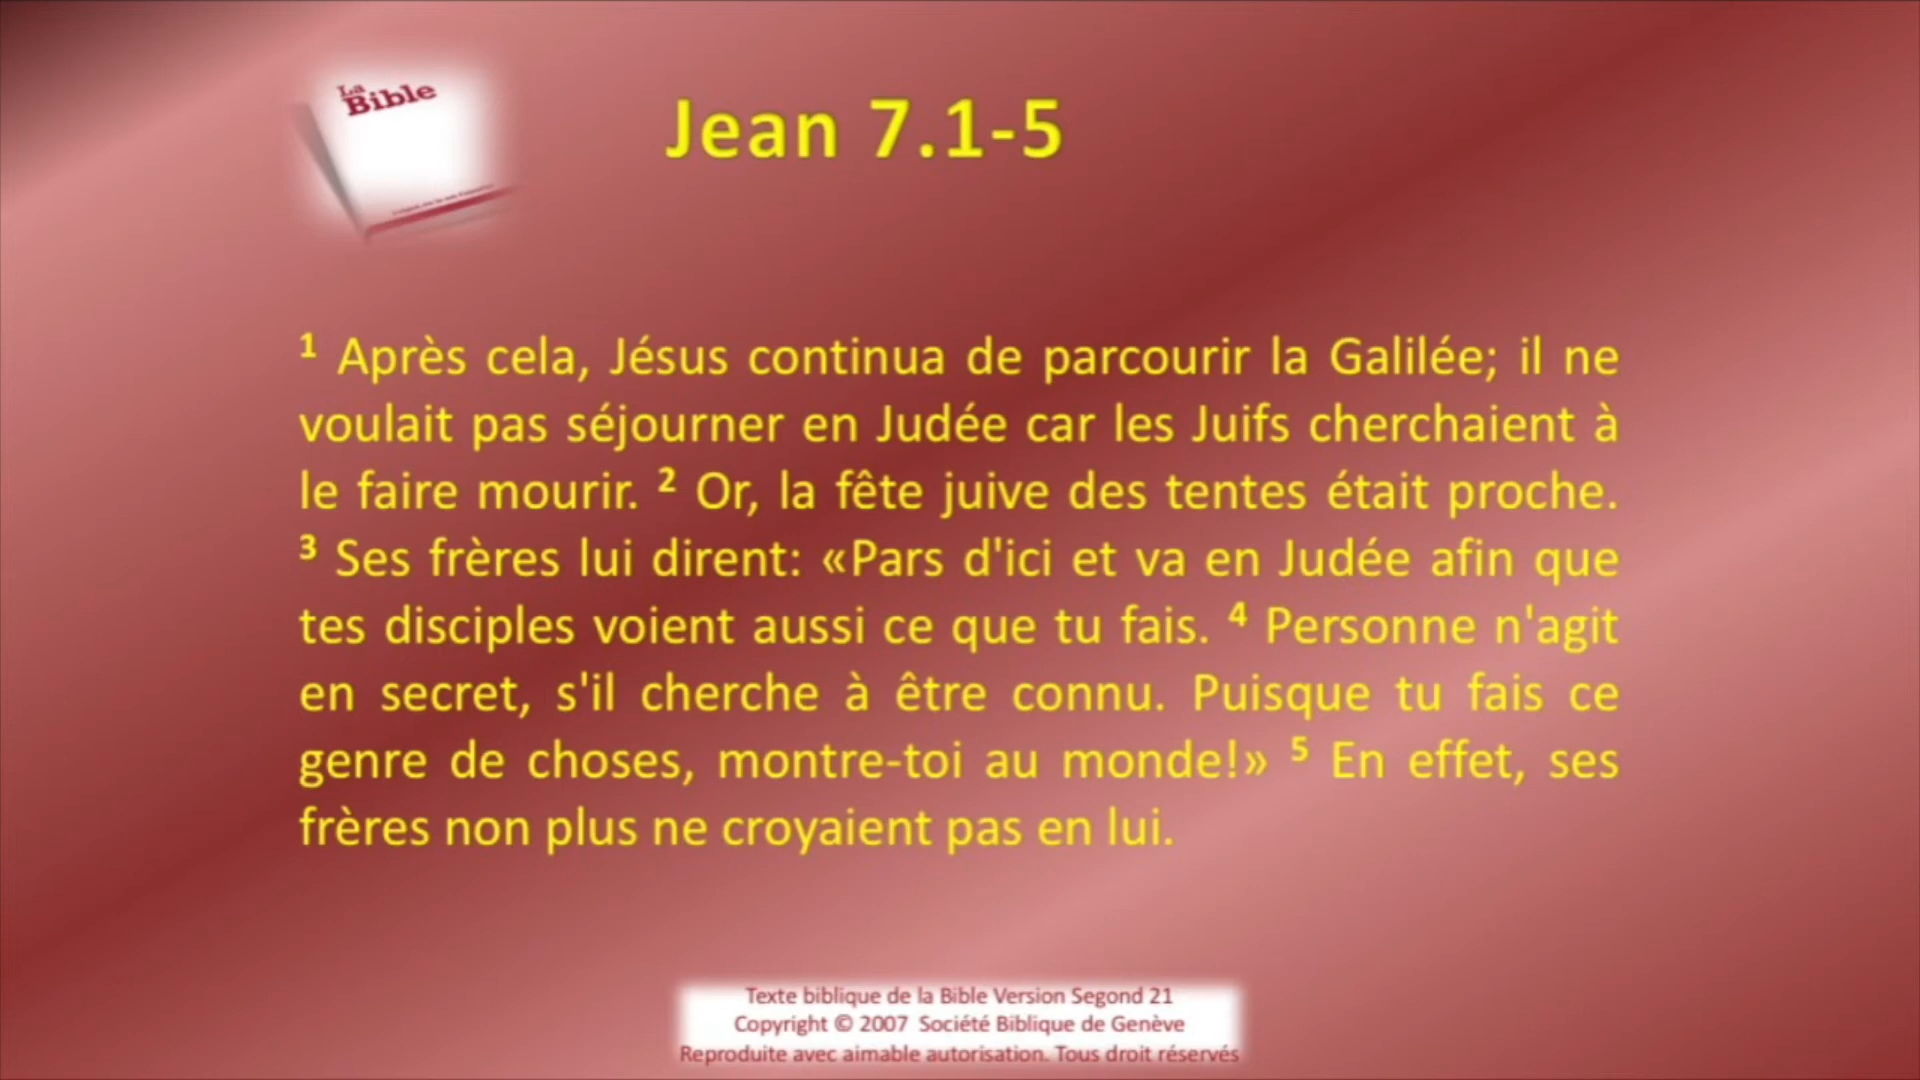 La
Bible
Jean 7.1-5
¹ Après cela, Jésus continua de parcourir la Galilée; il ne
voulait pas séjourner en Judée car les Juifs cherchaient à
le faire mourir. ² Or, la fête juive des tentes était proche.
³ Ses frères lui dirent: «Pars d'ici et va en Judée afin que
tes disciples voient aussi ce que tu fais. ⁴ Personne n'agit
en secret, s'il cherche à être connu. Puisque tu fais ce
genre de choses, montre-toi au monde!» ⁵ En effet, ses
frères non plus ne croyaient pas en lui.
Texte biblique de la Bible Version Segond 21
Copyright © 2007 Société Biblique de Genève
Reproduite avec aimable autorisation. Tous droit réservés